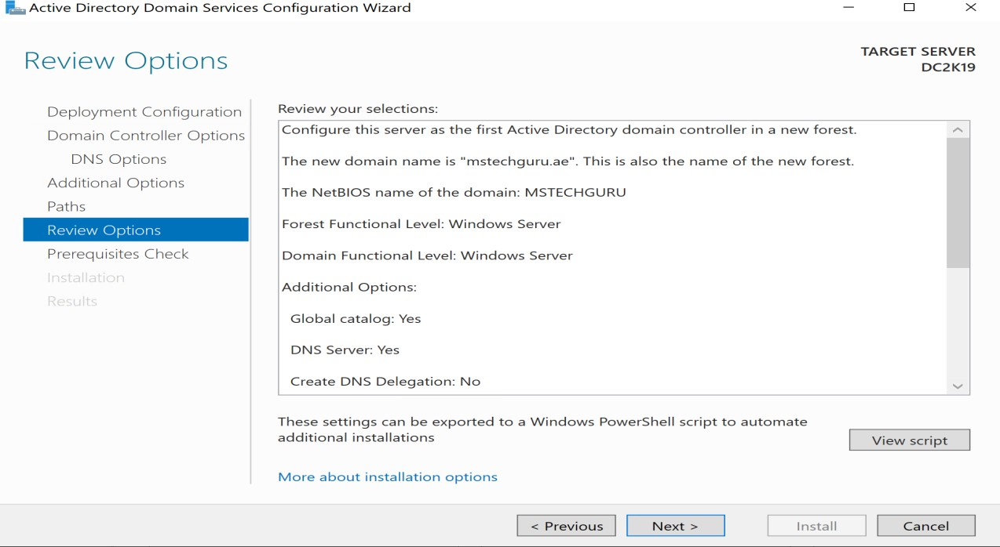 Active Directory Domain Services Configuration Wizard
Review Options
TARGET SERVER
DC2K19
Deployment Configuration
Domain Controller Options
DNS Options
Additional Options
Paths
Review Options
Prerequisites Check
Installation
Results
Review your selections:
Configure this server as the first Active Directory domain controller in a new forest.
The new domain name is "mstechguru.ae". This is also the name of the new forest.
The NetBIOS name of the domain: MSTECHGURU
Forest Functional Level: Windows Server
Domain Functional Level: Windows Server
Additional Options:
Global catalog: Yes
DNS Server: Yes
Create DNS Delegation: No
These settings can be exported to a Windows PowerShell script to automate
additional installations
View script
More about installation options
< Previous
Next >
Install
Cancel